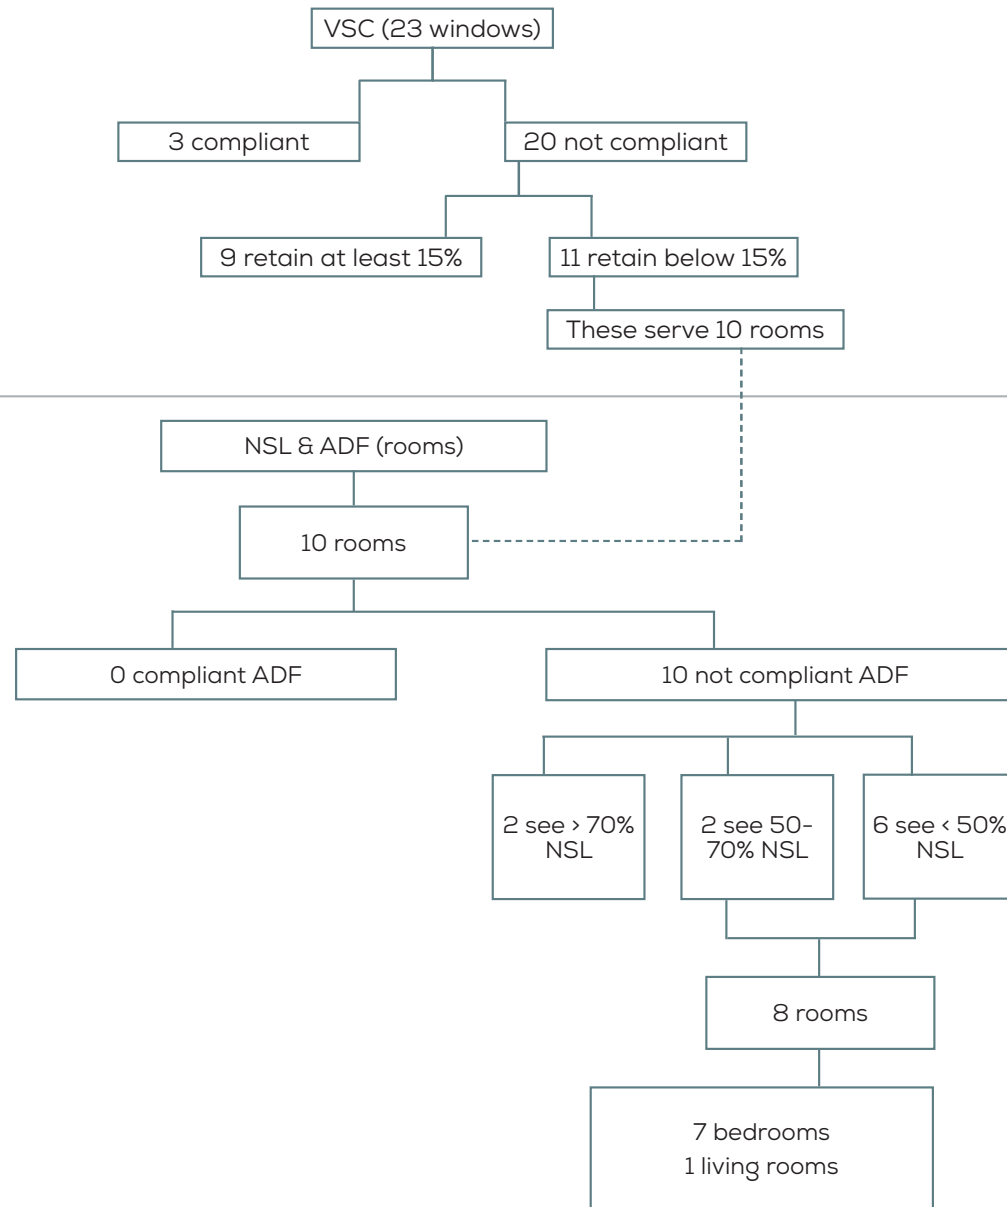 VSC (23 windows)
3 compliant
20 not compliant
9 retain at least 15%
11 retain below 15%
These serve 10 rooms
NSL & ADF (rooms)
10 rooms
0 compliant ADF
10 not compliant ADF
2 see > 70%
NSL
2 see 50-
70% NSL
6 see < 50%
NSL
8 rooms
7 bedrooms
1 living rooms